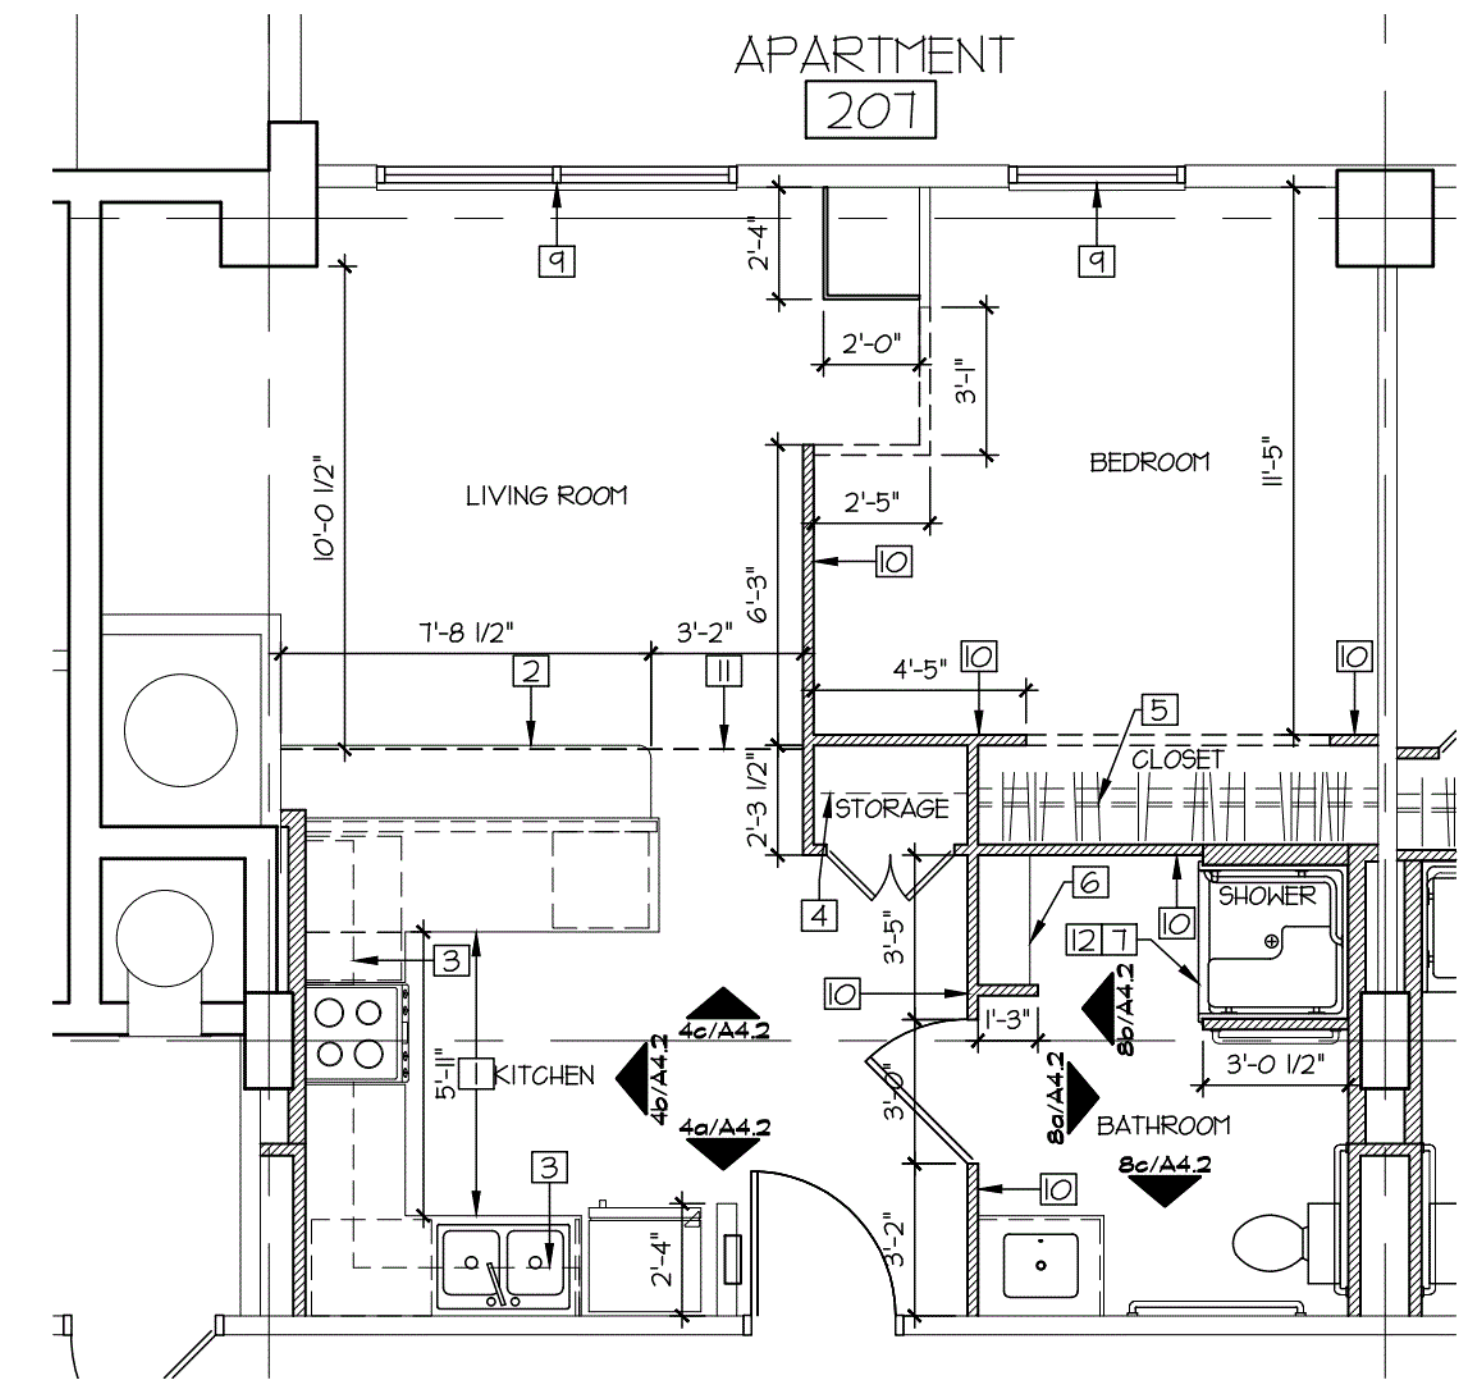 APARTMENT
207
9
9
2'-4"
2'-0"
3'-1"
10'-0 1/2"
LIVING ROOM
BEDROOM
11'-5"
2'-5"
10
6'-3"
7'-8 1/2"
3'-2"
2
11
4'-5"
10
10
5
CLOSET
2'-3 1/2"
STORAGE
4
6
SHOWER
10
12 7
3'-5"
3
10
1'-3"
8b/A4.2
4c/A4.2
4b/A4.2
3'-0 1/2"
5'-11"
1
KITCHEN
3'-0"
8a/A4.2
BATHROOM
4a/A4.2
8c/A4.2
3
10
2'-4"
3'-2"